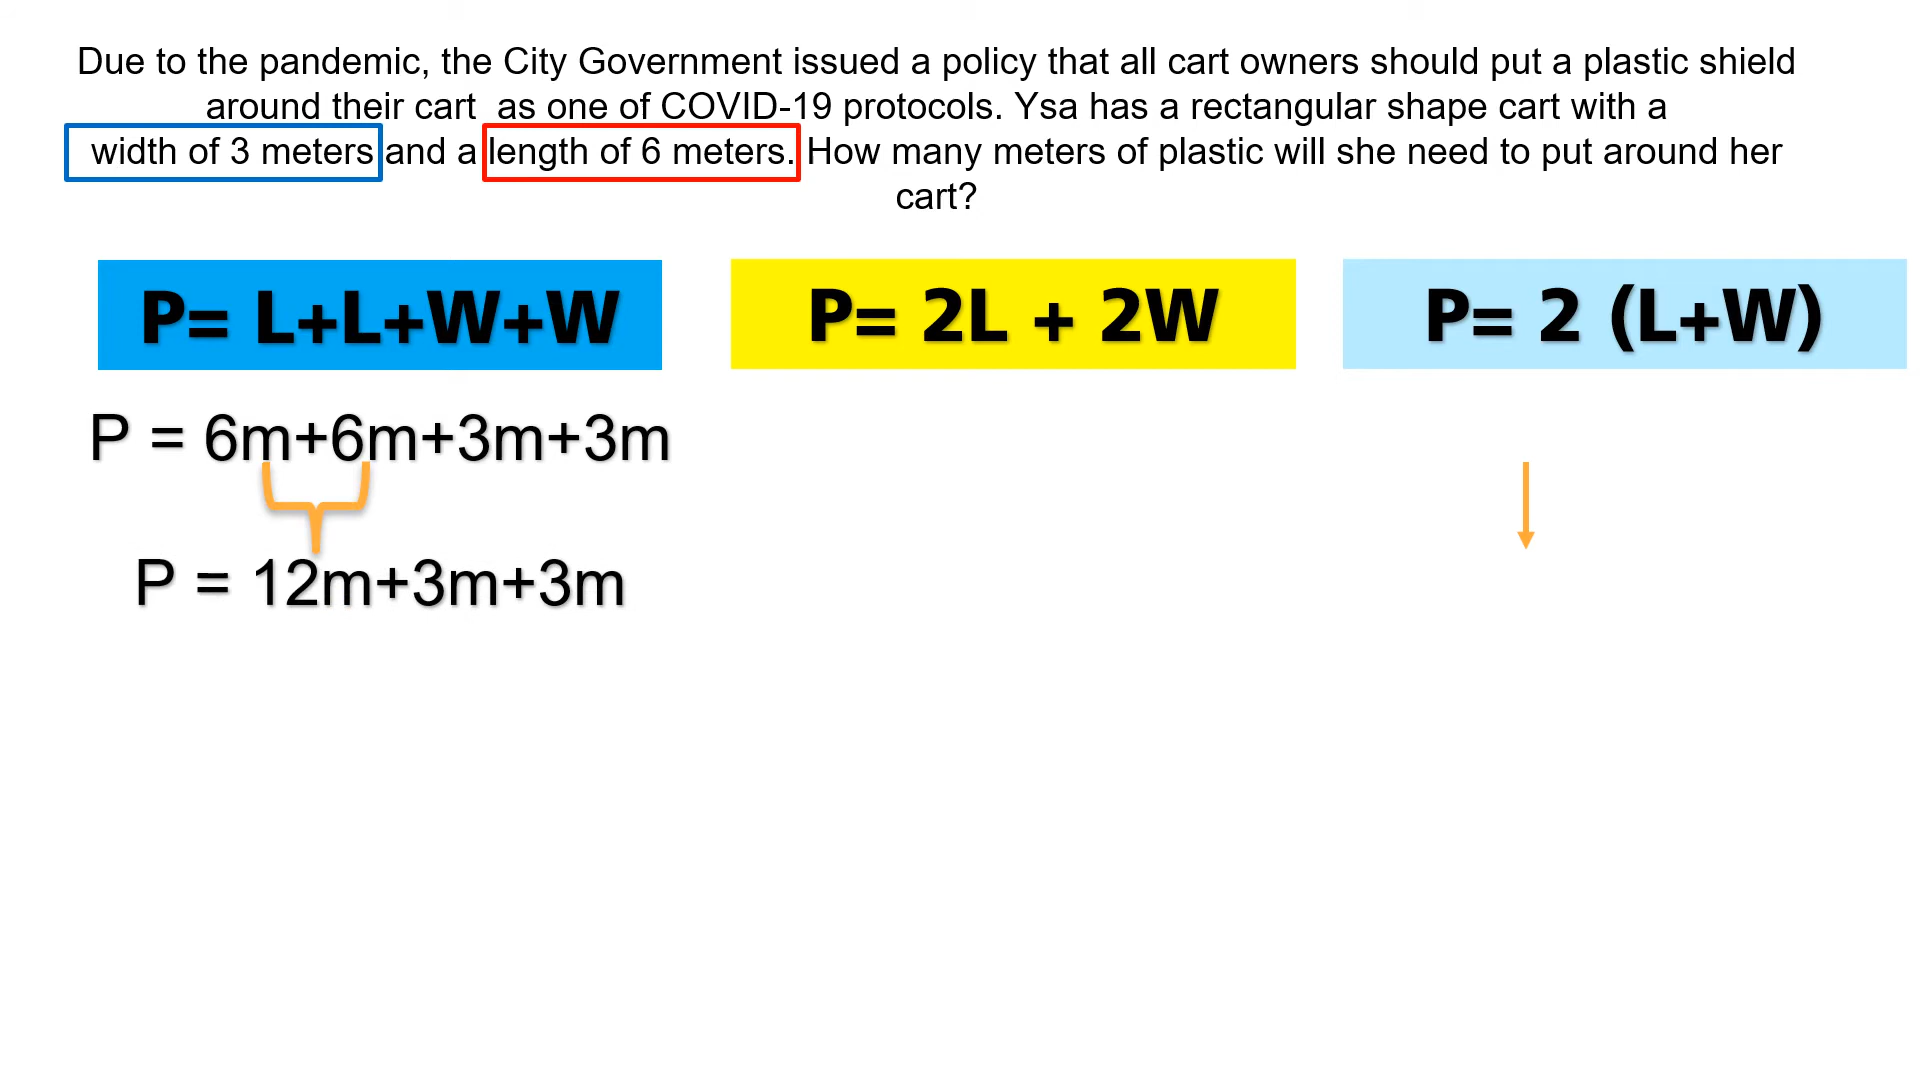 Due to the pandemic, the City Government issued a policy that all cart owners should put a plastic shield
around their cart as one of COVID-19 protocols. Ysa has a rectangular shape cart with a
width of 3 meters and a length of 6 meters. How many meters of plastic will she need to put around her
cart?
P= L+L+W+W
P= 2L + 2W
P= 2 (L+W)
P = 6m+6m+3m+3m
P = 12m+3m+3m